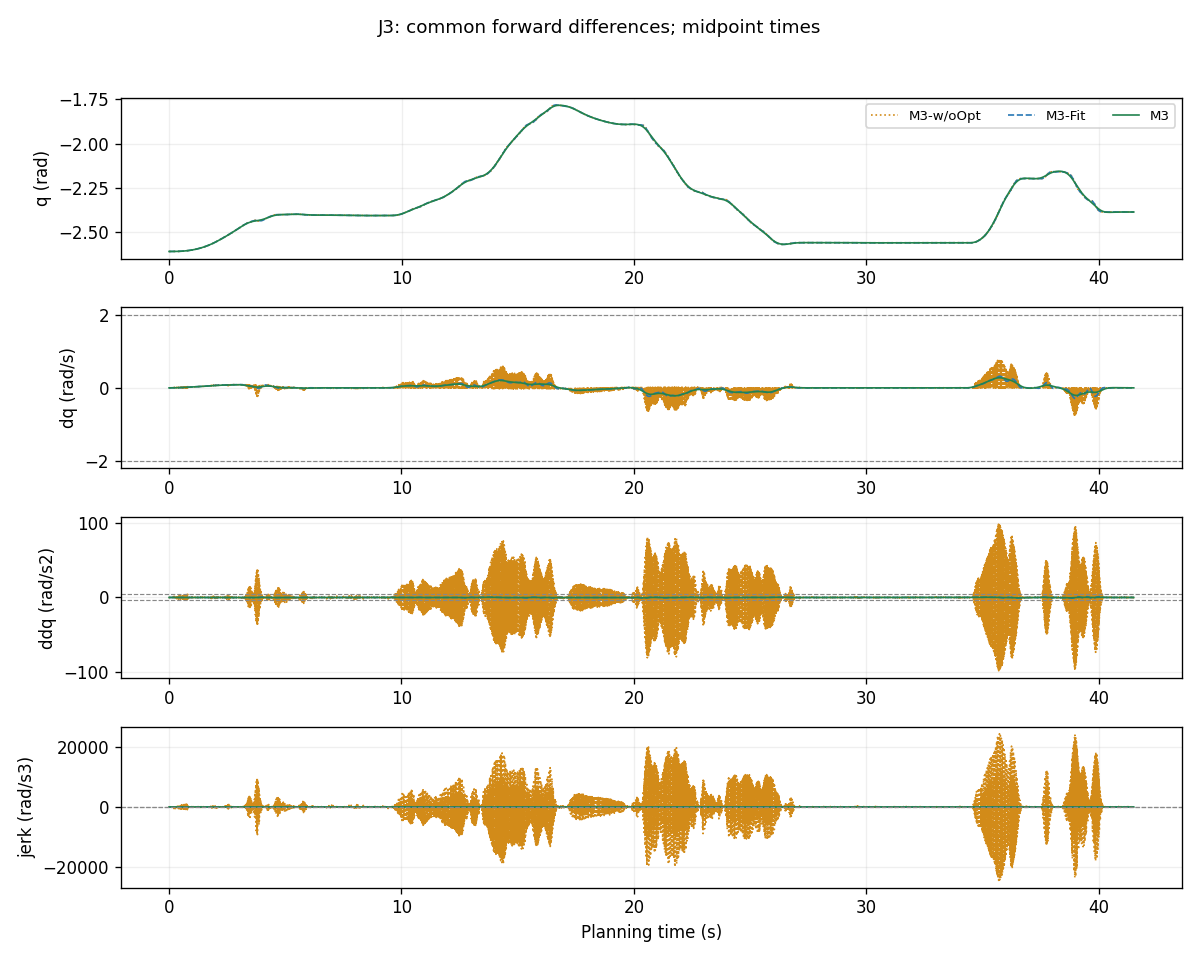 J3: common forward differences; midpoint times
M3-w/oOpt M3-Fit M3
q (rad)
−1.75
−2.00
−2.25
−2.50
0 10 20 30 40
dq (rad/s)
2
0
−2
0 10 20 30 40
ddq (rad/s2)
100
0
−100
0 10 20 30 40
jerk (rad/s3)
20000
0
−20000
0 10 20 30 40
Planning time (s)